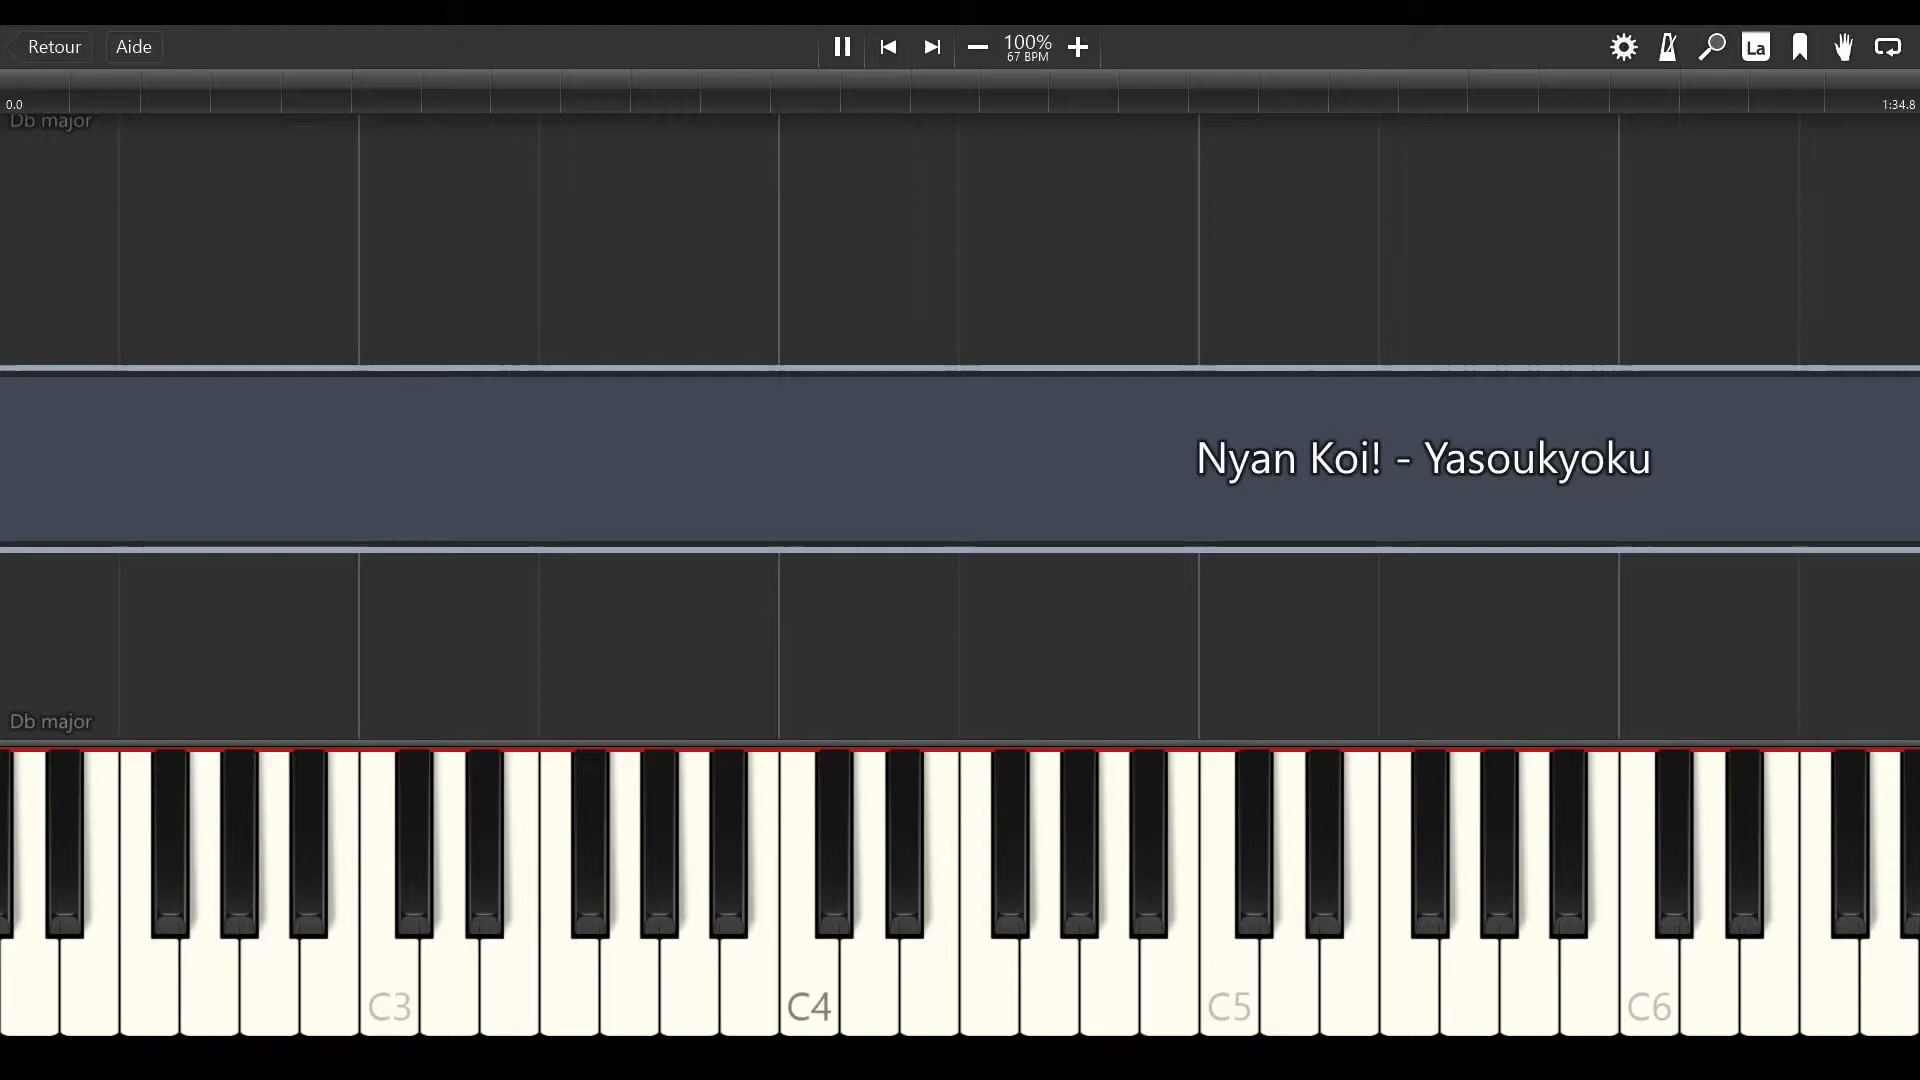 Retour
Aide
100%
67 BPM
La
0.0
1:34.8
Db major
Nyan Koi! - Yasoukyoku
Db major
C3
C4
C5
C6